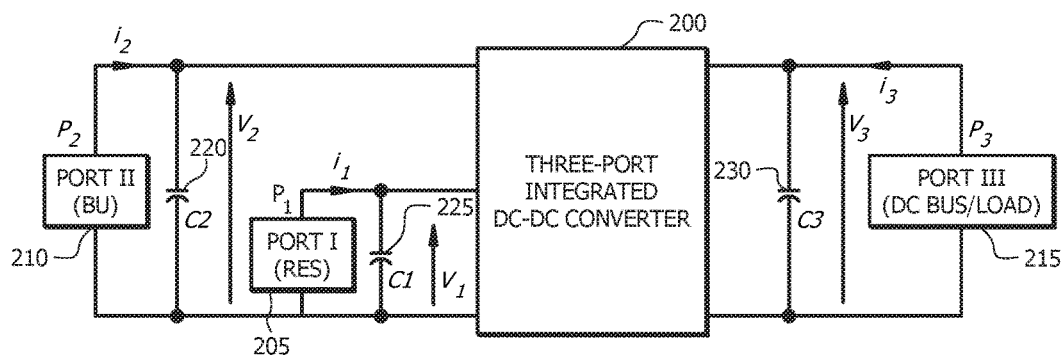 200
i2
i3
P2
V2
V3
P3
220
PORT II
(BU)
C2
i1
P1
225
THREE-PORT
INTEGRATED
DC-DC CONVERTER
230
PORT III
(DC BUS/LOAD)
210
PORT I
(RES)
C1
V1
C3
215
205